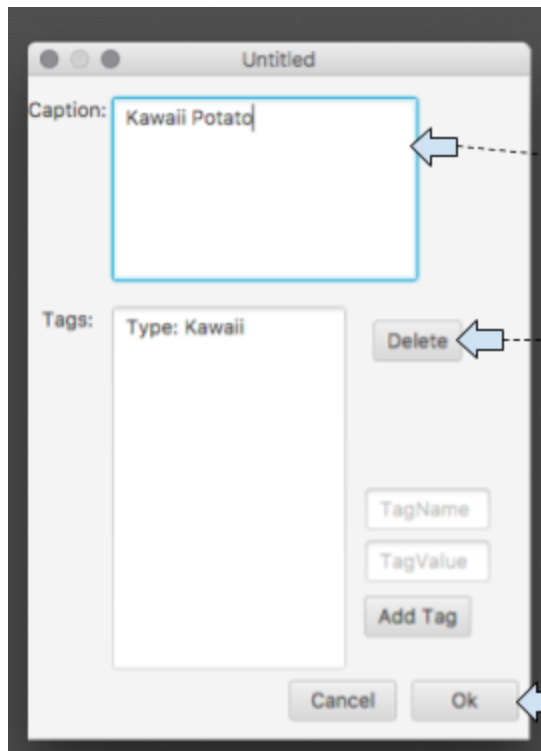 Untitled
Caption:
Kawaii Potato
Tags:
Type: Kawaii
Delete
TagName
TagValue
Add Tag
Cancel
Ok